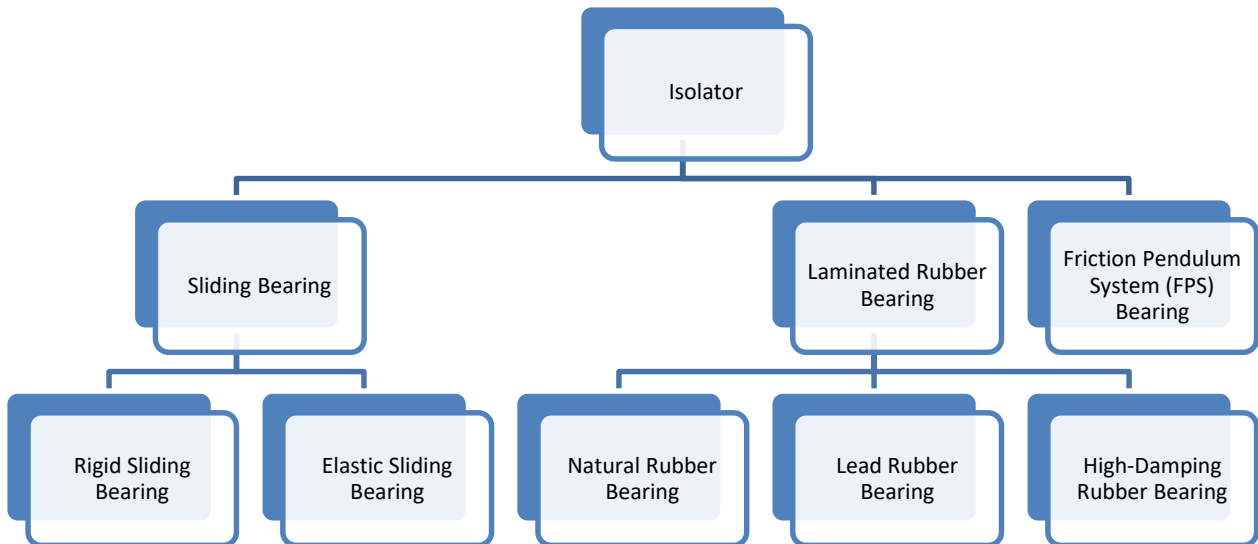 Isolator
Sliding Bearing
Laminated Rubber
Bearing
Friction Pendulum
System (FPS)
Bearing
Rigid Sliding
Bearing
Elastic Sliding
Bearing
Natural Rubber
Bearing
Lead Rubber
Bearing
High-Damping
Rubber Bearing